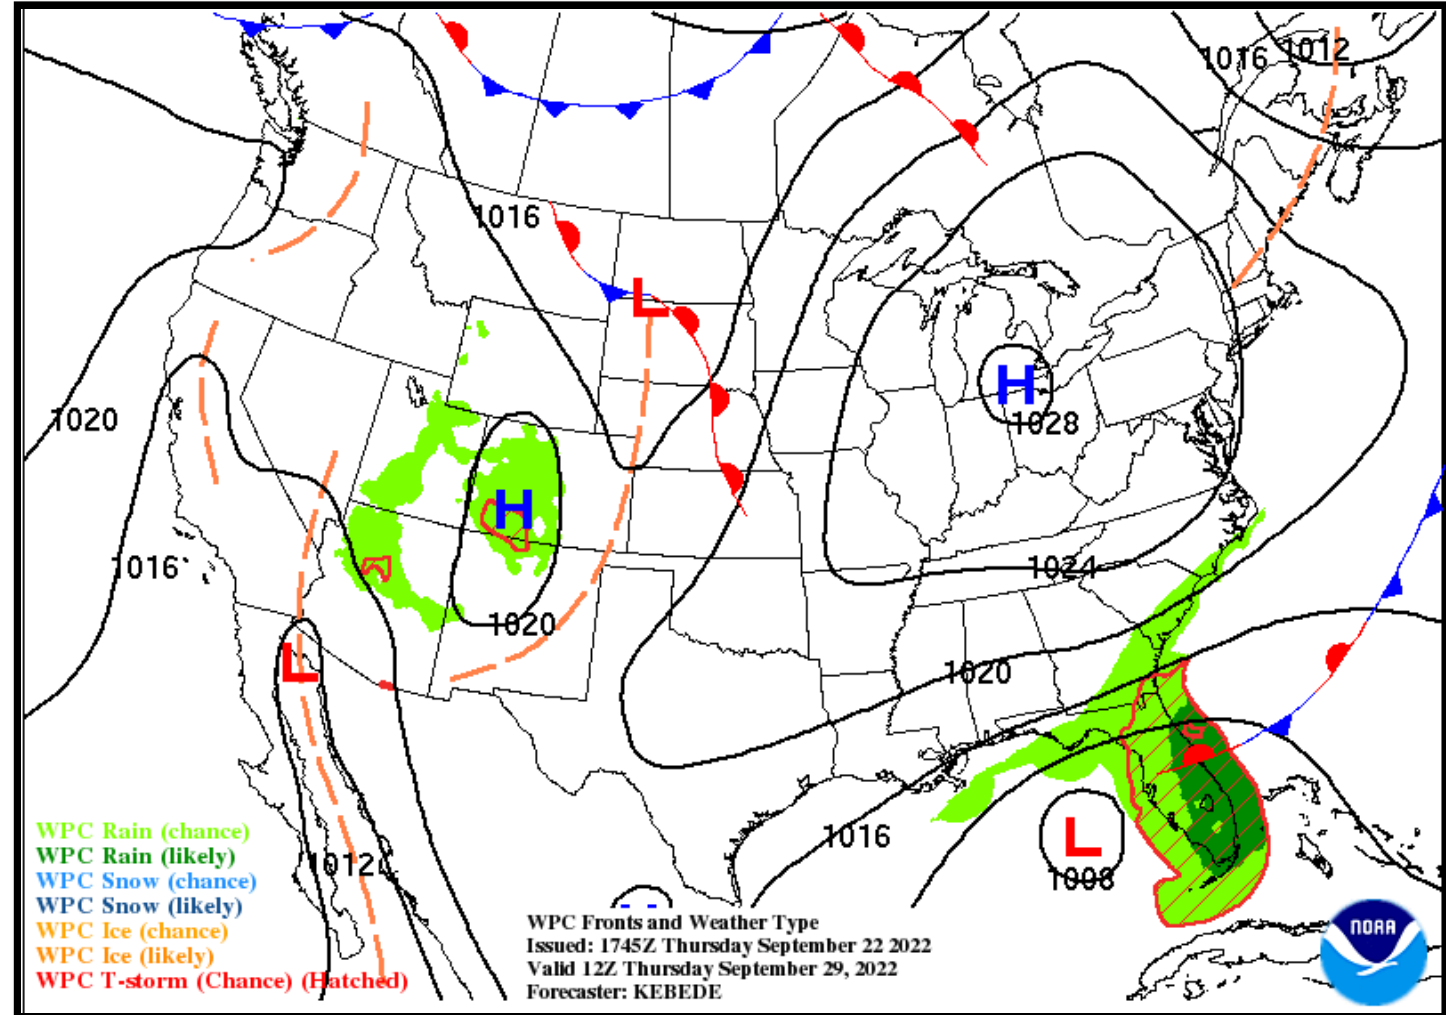 1016
1012
1016
1020
H
1028
L
H
1016
1024
1020
1020
L
1016
L
1008
1012
WPC Rain (chance)
WPC Rain (likely)
WPC Snow (chance)
WPC Snow (likely)
WPC Ice (chance)
WPC Ice (likely)
WPC T-storm (Chance) (Hatched)
WPC Fronts and Weather Type
Issued: 1745Z Thursday September 22 2022
Valid 12Z Thursday September 29, 2022
Forecaster: KEBEDE
NOAA